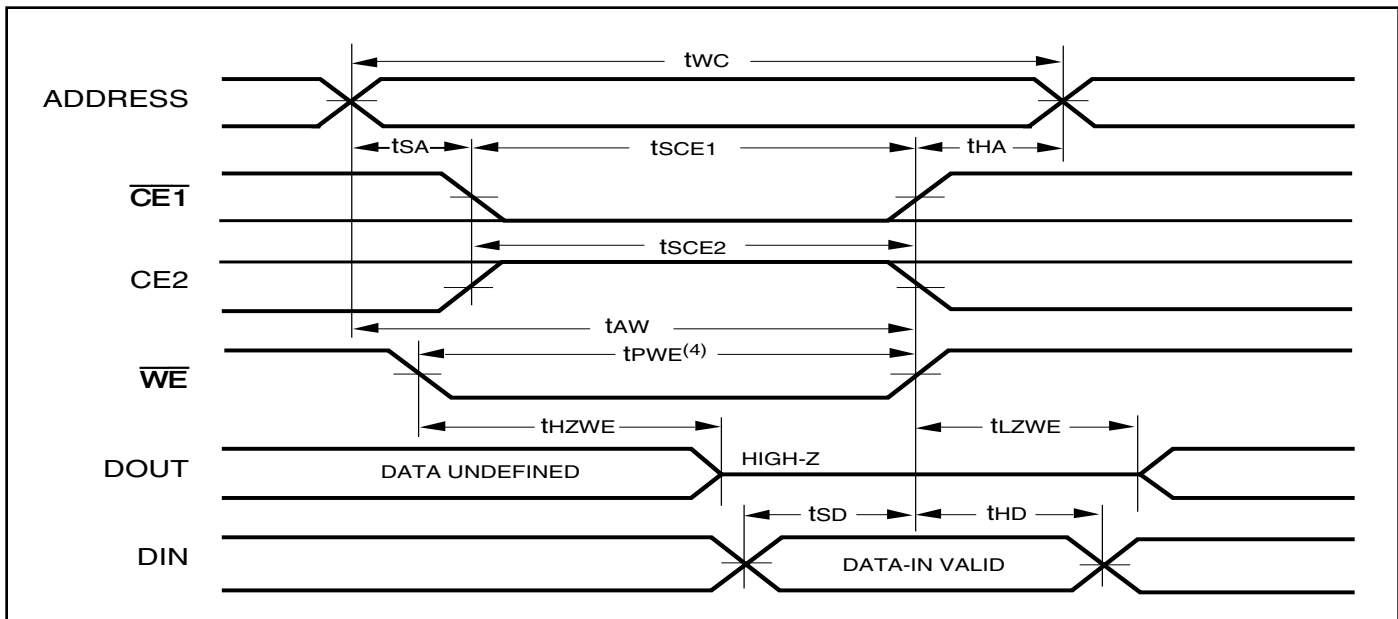 tWC
ADDRESS
tSA tSCE1 tHA
CE1
tSCE2
CE2
tAW
tPWE(4)
WE
tHZWE tLZWE
DOUT DATA UNDEFINED HIGH-Z
tSD tHD
DIN DATA-IN VALID